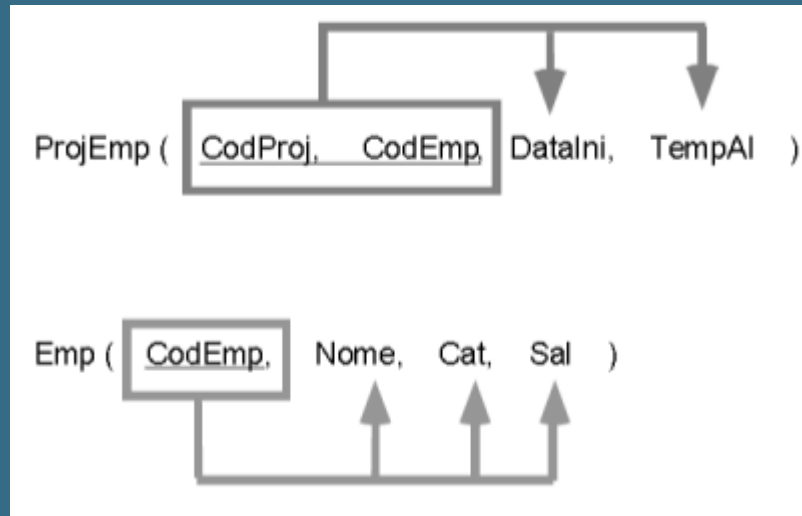 ProjEmp ( CodProj, CodEmp, DataIni, TempAl )
Emp ( CodEmp, Nome, Cat, Sal )